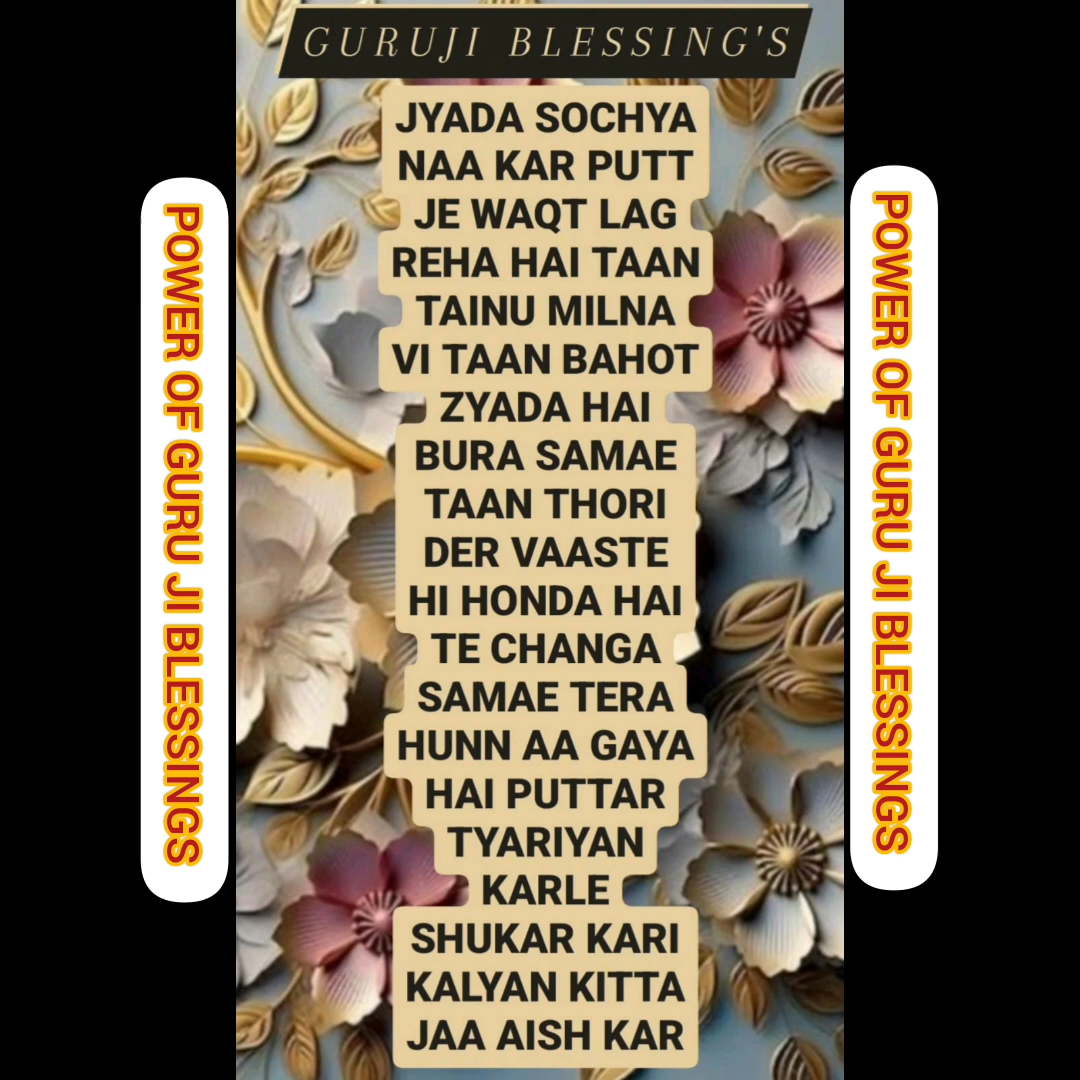 GURUJI BLESSING'S
JYADA SOCHYA
NAA KAR PUTT
JE WAQT LAG
REHA HAI TAAN
TAINU MILNA
VI TAAN BAHOT
ZYADA HAI
BURA SAMAE
TAAN THORI
DER VAASTE
HI HONDA HAI
TE CHANGA
SAMAE TERA
HUNN AA GAYA
HAI PUTTAR
TYARIYAN
KARLE
SHUKAR KARI
KALYAN KITTA
JAA AISH KAR
POWER OF GURU JI BLESSINGS
POWER OF GURU JI BLESSINGS